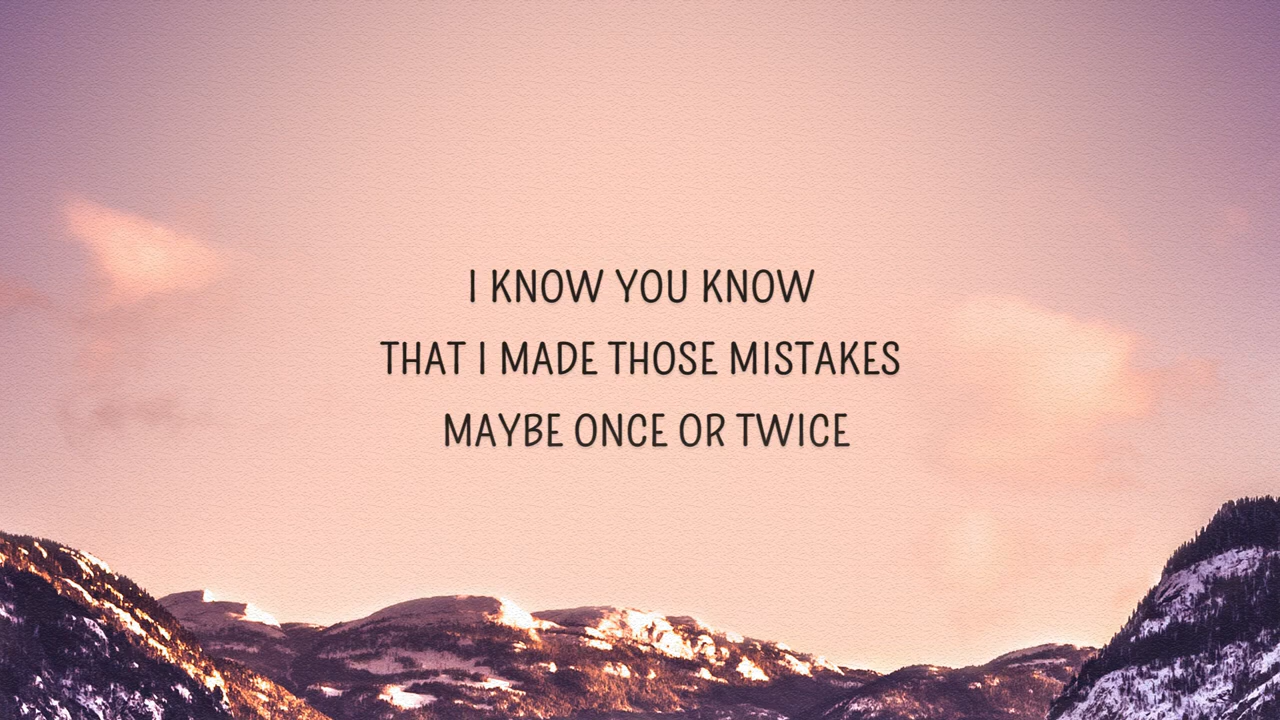 I KNOW YOU KNOW
THAT I MADE THOSE MISTAKES
MAYBE ONCE OR TWICE